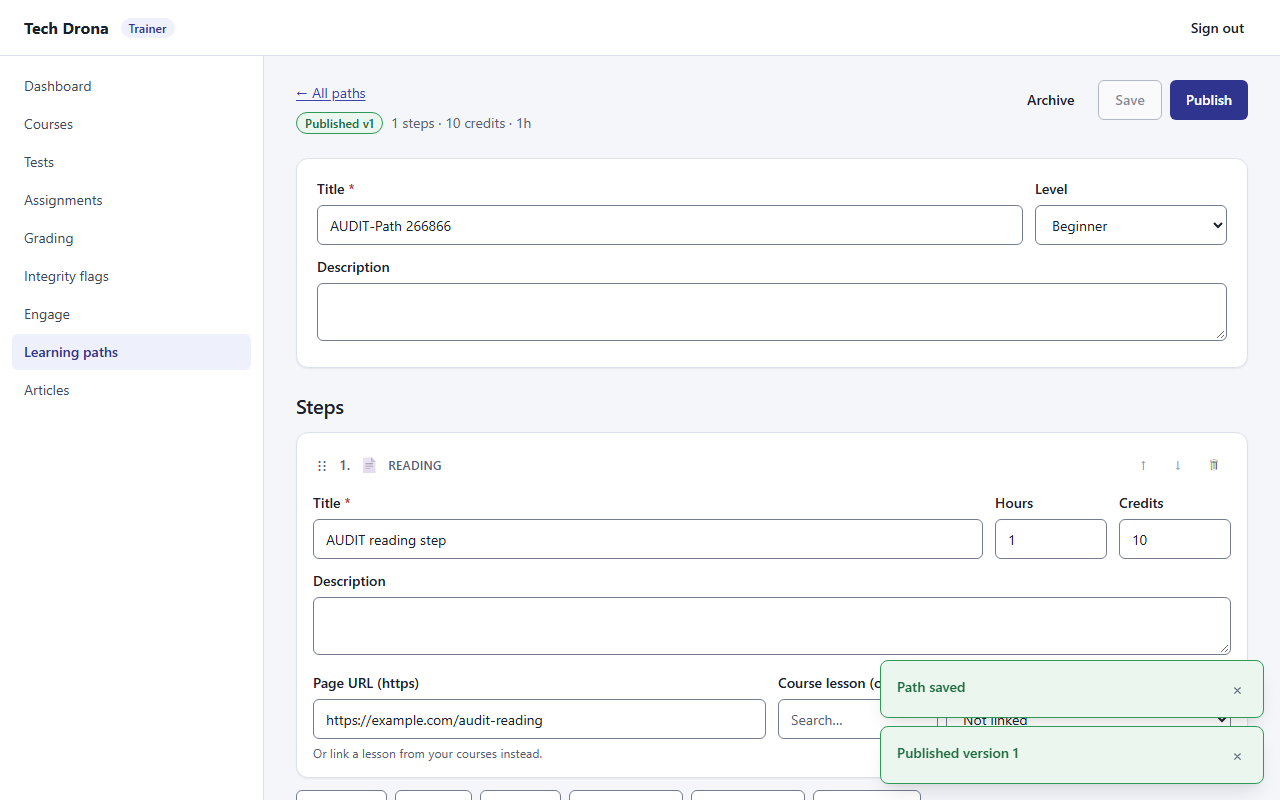 Tech Drona Trainer Sign out
Dashboard
Courses
Tests
Assignments
Grading
Integrity flags
Engage
Learning paths
Articles
← All paths
Published v1 1 steps · 10 credits · 1h
Archive Save Publish
Title * Level
AUDIT-Path 266866 Beginner
Description
Steps
1. READING ↑ ↓
Title * Hours Credits
AUDIT reading step 1 10
Description
Page URL (https) Course lesson (
https://example.com/audit-reading Search... Not linked
Or link a lesson from your courses instead.
Path saved ×
Published version 1 ×